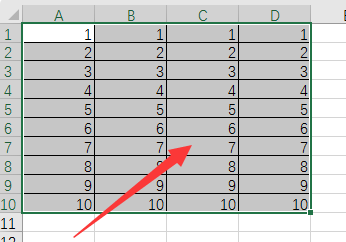 A B C D
1 1 1 1 1
2 2 2 2 2
3 3 3 3 3
4 4 4 4 4
5 5 5 5 5
6 6 6 6 6
7 7 7 7 7
8 8 8 8 8
9 9 9 9 9
10 10 10 10 10
11